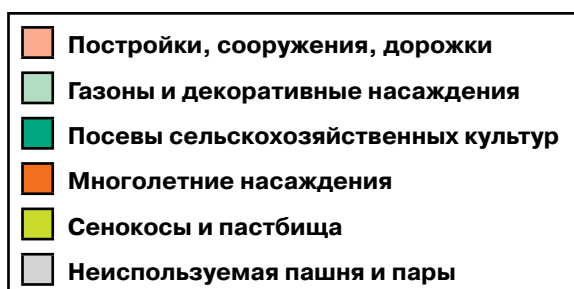 Постройки, сооружения, дорожки
Газоны и декоративные насаждения
Посевы сельскохозяйственных культур
Многолетние насаждения
Сенокосы и пастбища
Неиспользуемая пашня и пары